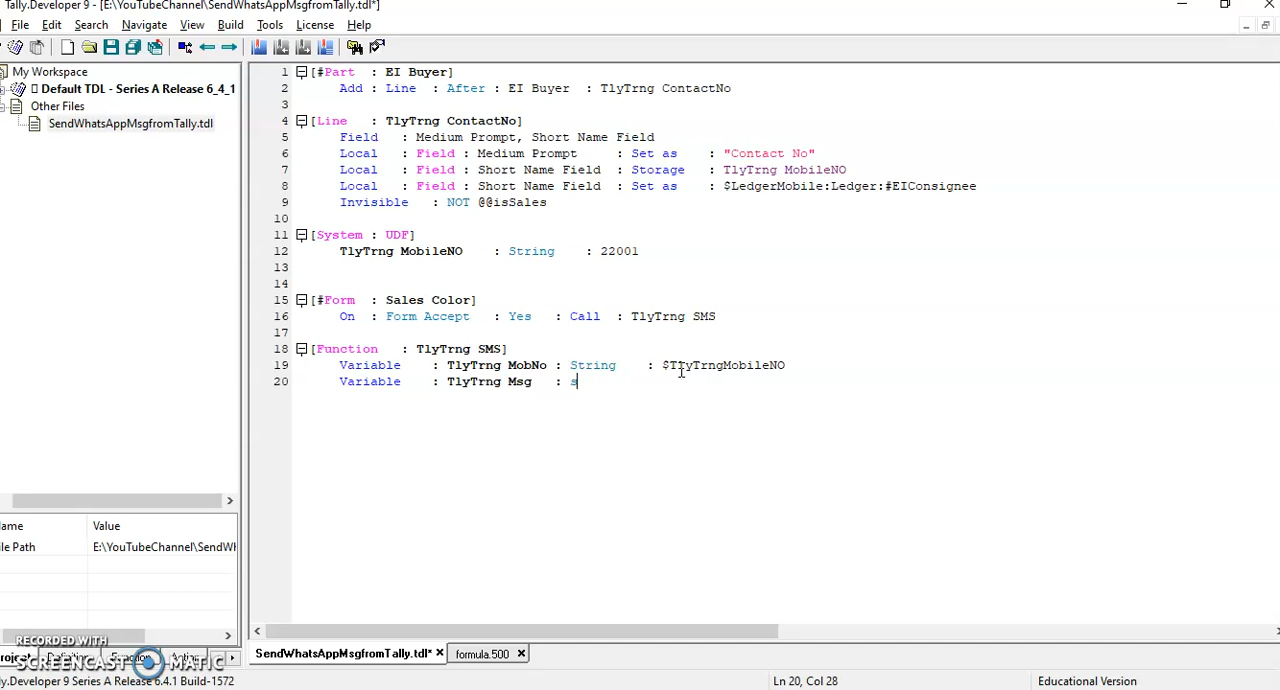 Tally.Developer 9 - [E:\YouTubeChannel\SendWhatsAppMsgfromTally.tdl*]
File Edit Search Navigate View Build Tools License Help
My Workspace
Default TDL - Series A Release 6_4_1
Other Files
SendWhatsAppMsgfromTally.tdl
1 [#Part : EI Buyer]
2 Add : Line : After : EI Buyer : TlyTrng ContactNo
3
4 [Line : TlyTrng ContactNo]
5 Field : Medium Prompt, Short Name Field
6 Local : Field : Medium Prompt : Set as : "Contact No"
7 Local : Field : Short Name Field : Storage : TlyTrng MobileNO
8 Local : Field : Short Name Field : Set as : $LedgerMobile:Ledger:#EIConsignee
9 Invisible : NOT @@isSales
10
11 [System : UDF]
12 TlyTrng MobileNO : String : 22001
13
14
15 [#Form : Sales Color]
16 On : Form Accept : Yes : Call : TlyTrng SMS
17
18 [Function : TlyTrng SMS]
19 Variable : TlyTrng MobNo : String : $TlyTrngMobileNO
20 Variable : TlyTrng Msg : s
ame Value
ile Path E:\YouTubeChannel\SendWh
RECORDED WITH
SCREENCAST MATIC
SendWhatsAppMsgfromTally.tdl* formula.500
ly.Developer 9 Series A Release 6.4.1 Build-1572 Ln 20, Col 28 Educational Version